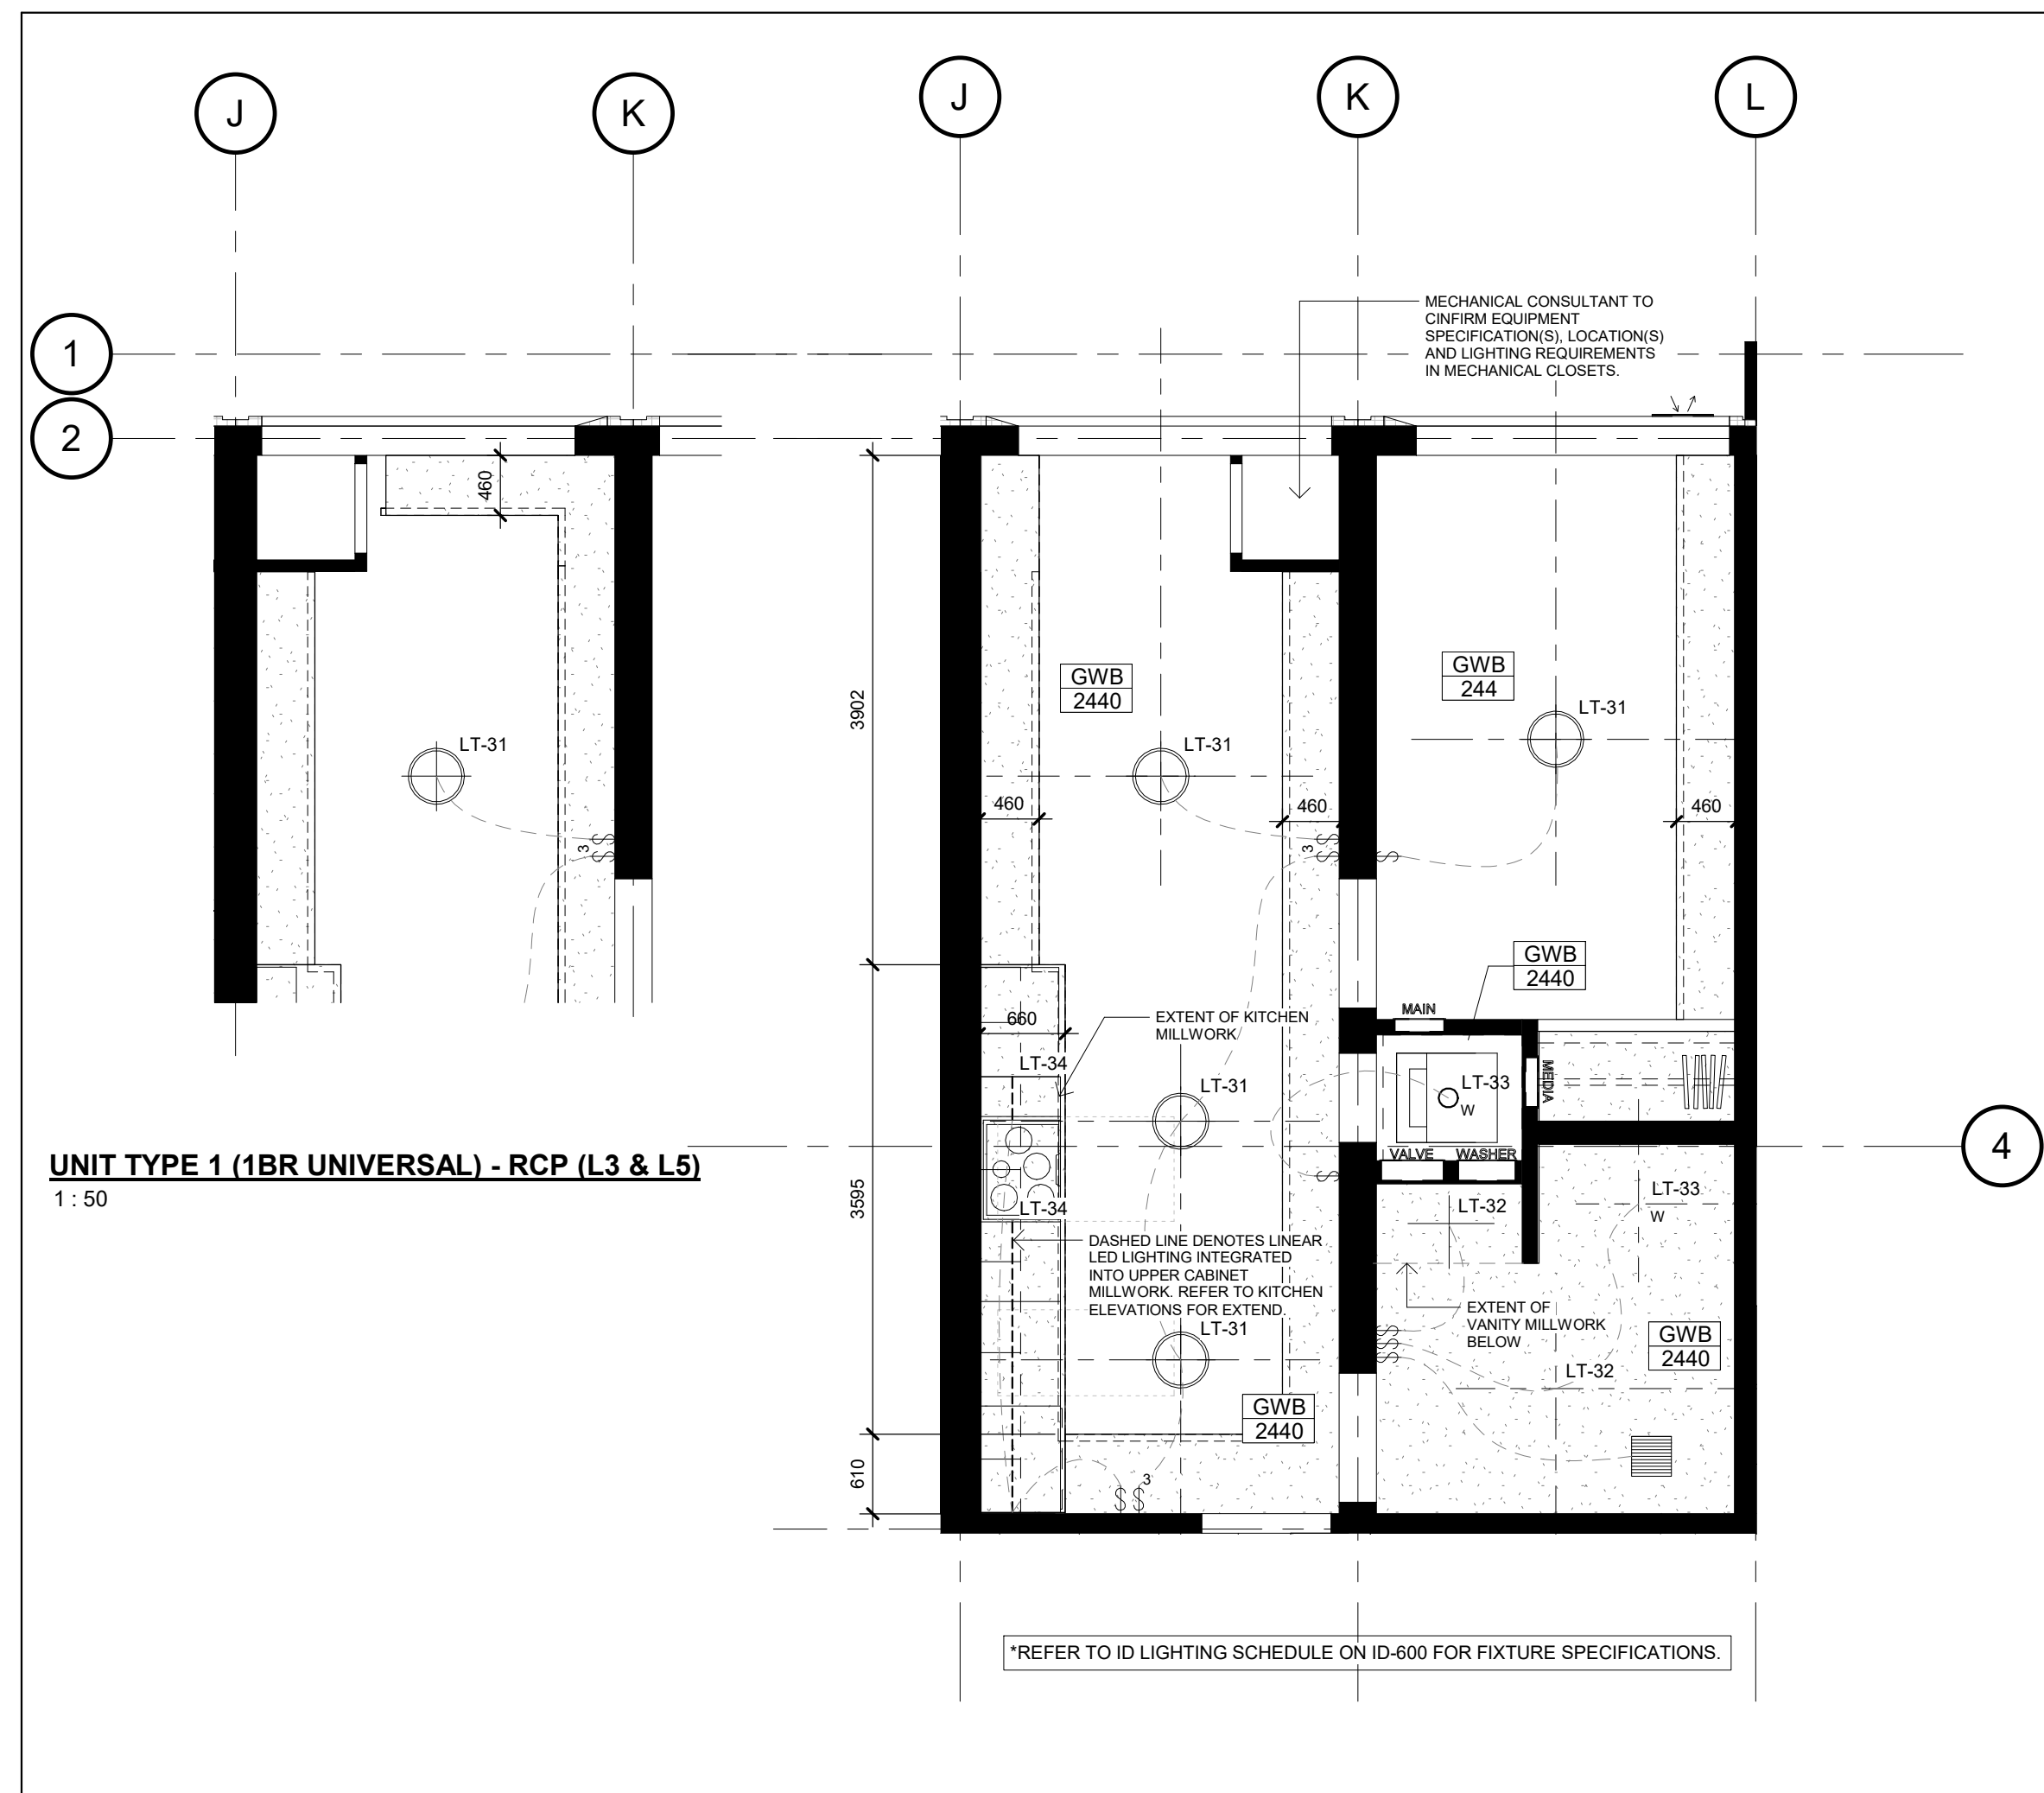 J
K
J
K
L
1
2
4
MECHANICAL CONSULTANT TO
CINFIRM EQUIPMENT
SPECIFICATION(S), LOCATION(S)
AND LIGHTING REQUIREMENTS
IN MECHANICAL CLOSETS.
460
LT-31
3
$
$
UNIT TYPE 1 (1BR UNIVERSAL) - RCP (L3 & L5)
1 : 50
3902
3595
610
GWB
2440
LT-31
460
460
3
$
$
$
GWB
244
LT-31
460
GWB
2440
660
EXTENT OF KITCHEN
MILLWORK
LT-34
LT-31
MAIN
LT-33
W
MEDIA
VALVE
WASHER
$
LT-34
DASHED LINE DENOTES LINEAR
LED LIGHTING INTEGRATED
INTO UPPER CABINET
MILLWORK. REFER TO KITCHEN
ELEVATIONS FOR EXTEND.
LT-31
LT-32
LT-33
W
EXTENT OF
VANITY MILLWORK
BELOW
$
$
$
GWB
2440
LT-32
GWB
2440
3
$
$
*REFER TO ID LIGHTING SCHEDULE ON ID-600 FOR FIXTURE SPECIFICATIONS.